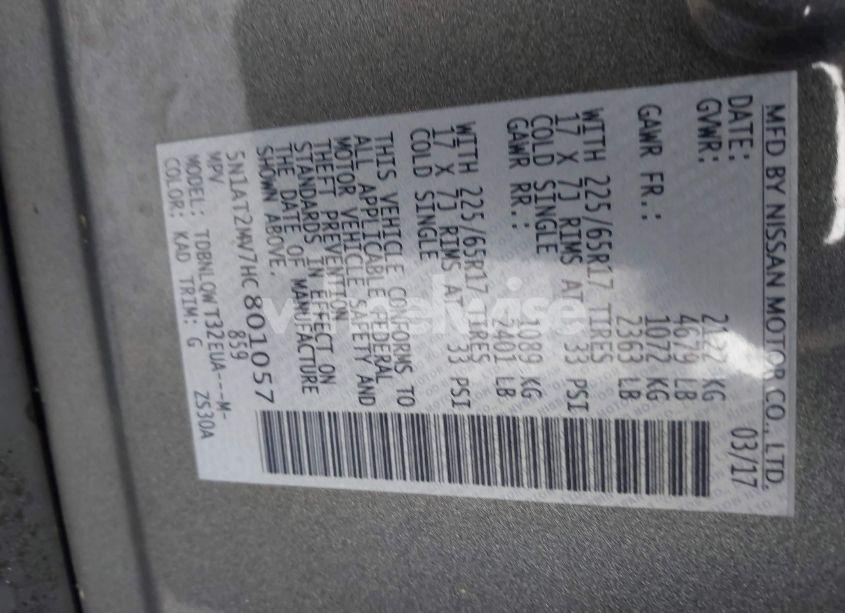 MFD BY NISSAN MOTOR CO., LTD.
DATE: 03/17
GVWR: KG
4679 LB
GAWR FR.: 1072 KG
2363 LB
WITH 225/65R17 TIRES
17 X 7J RIMS AT 33 PSI
COLD SINGLE
GAWR RR.: 1089 KG
2401 LB
WITH 225/65R17 TIRES
17 X 7J RIMS AT 33 PSI
COLD SINGLE
THIS VEHICLE CONFORMS TO
ALL APPLICABLE FEDERAL
MOTOR VEHICLE SAFETY AND
THEFT PREVENTION
STANDARDS IN EFFECT ON
THE DATE OF MANUFACTURE
SHOWN ABOVE.
5N1AT2MV7HC801057
MPV 859
MODEL: TDBNLQWT32EUA---M-
COLOR: KAD TRIM: G ZS30A